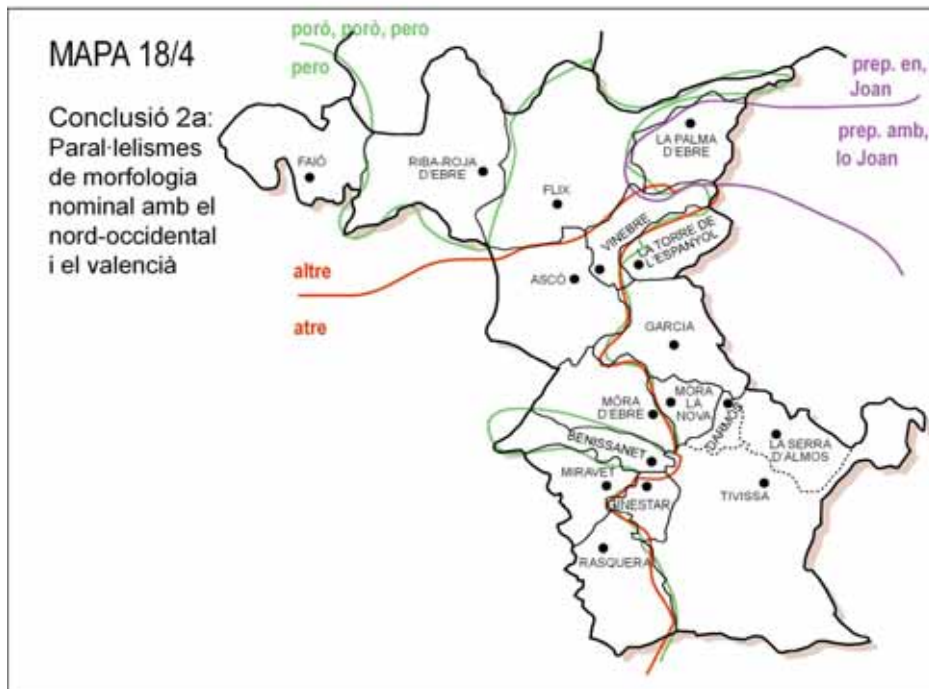 MAPA 18/4
Conclusió 2a:
Paral·lelismes
de morfologia
nominal amb el
nord-occidental
i el valencià
poró, porò, pero
pero
prep. en,
Joan
prep. amb,
lo Joan
altre
atre
FAIÓ
RIBA-ROJA
D'EBRE
FLIX
LA PALMA
D'EBRE
VINEBRE
LA TORRE DE
L'ESPANYOL
ASCÓ
GARCIA
MÓRA
D'EBRE
MÓRA
LA
NOVA
DARMÓS
LA SERRA
D'ALMOS
BENISSANET
MIRAVET
GINESTAR
TIVISSA
RASQUERA